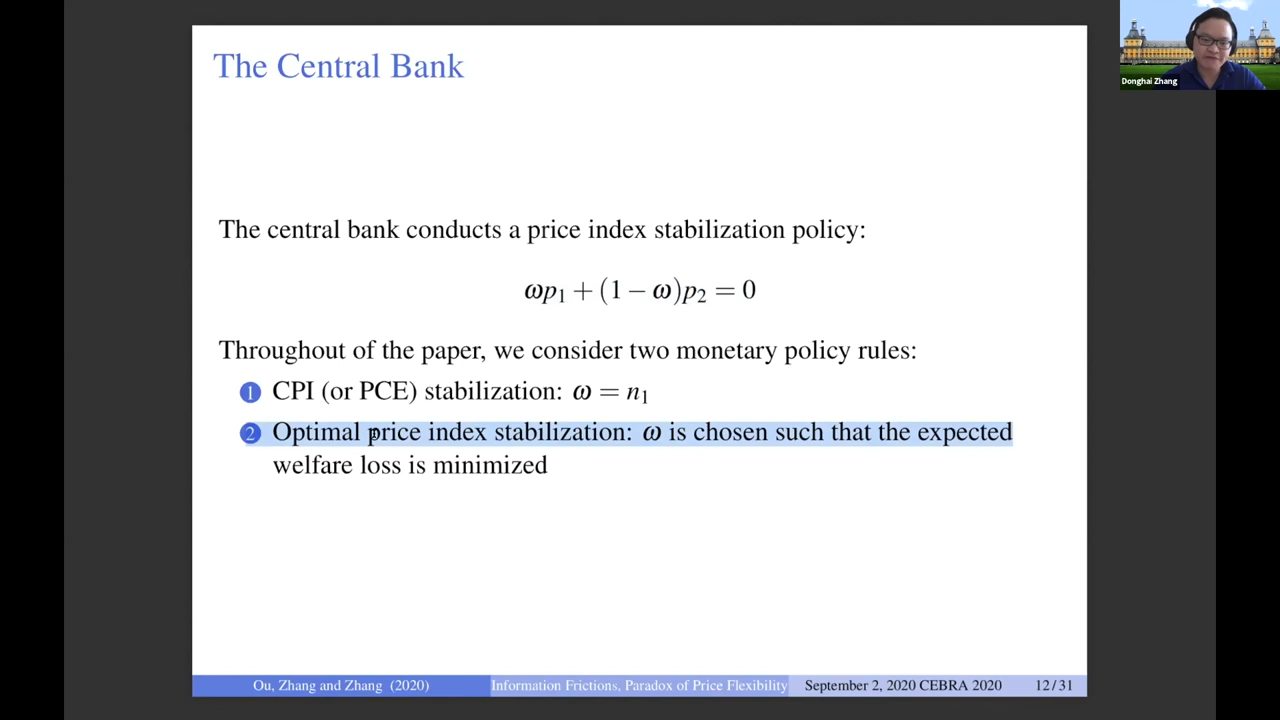 The Central Bank
Donghai Zhang
The central bank conducts a price index stabilization policy:
ωp₁ + (1 − ω)p₂ = 0
Throughout of the paper, we consider two monetary policy rules:
1 CPI (or PCE) stabilization: ω = n₁
2 Optimal price index stabilization: ω is chosen such that the expected
welfare loss is minimized
Ou, Zhang and Zhang (2020) Information Frictions, Paradox of Price Flexibility September 2, 2020 CEBRA 2020 12 / 31